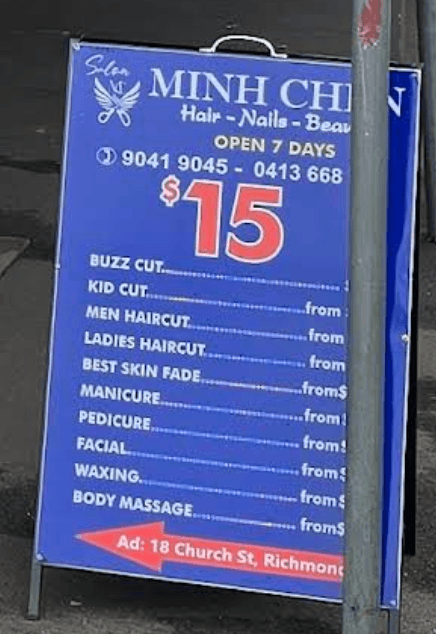 Salon
MINH CH N
Hair - Nails - Beau
OPEN 7 DAYS
9041 9045 - 0413 668
$15
BUZZ CUT.................................... $
KID CUT..............................from
MEN HAIRCUT......................from
LADIES HAIRCUT...................from
BEST SKIN FADE...................from$
MANICURE..........................from$
PEDICURE............................from$
FACIAL.................................from$
WAXING..............................from$
BODY MASSAGE...................from$
Ad: 18 Church St, Richmond